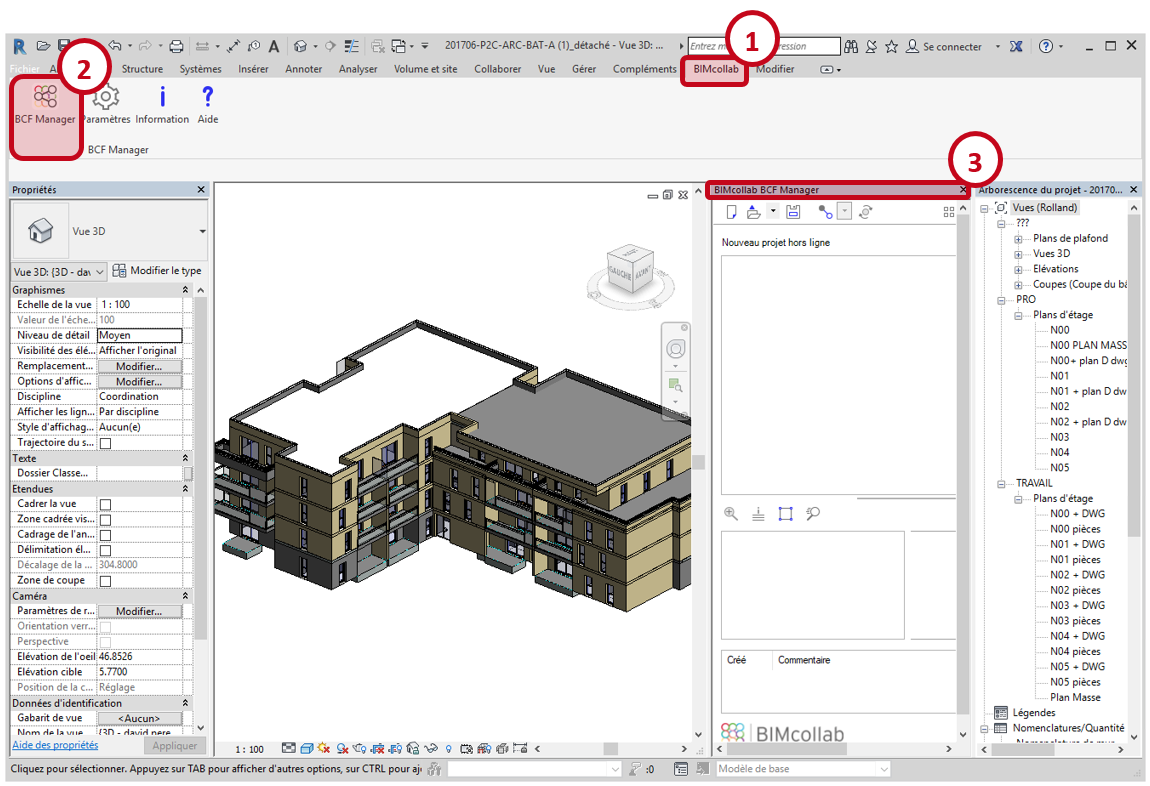 1
2
3
201706-P2C-ARC-BAT-A (1)_détaché - Vue 3D: ...
Se connecter
Fichier
Structure
Systèmes
Insérer
Annoter
Analyser
Volume et site
Collaborer
Vue
Gérer
Compléments
BIMcollab
Modifier
BCF Manager
Paramètres
Information
Aide
BCF Manager
Propriétés
Vue 3D
Vue 3D: {3D - dav
Modifier le type
Graphismes
Echelle de la vue 1 : 100
Valeur de l'éche... 100
Niveau de détail Moyen
Visibilité des élé... Afficher l'original
Remplacement... Modifier...
Options d'affic... Modifier...
Discipline Coordination
Afficher les lign... Par discipline
Style d'affichag... Aucun(e)
Trajectoire du s...
Texte
Dossier Classe...
Etendues
Cadrer la vue
Zone cadrée vis...
Cadrage de l'an...
Délimitation él...
Décalage de la ... 304.8000
Zone de coupe
Caméra
Paramètres de r... Modifier...
Orientation verr...
Perspective
Elévation de l'oeil 46.8526
Elévation cible 5.7700
Position de la c... Réglage
Données d'identification
Gabarit de vue <Aucun>
Nom de la vue {3D - david pere
Aide des propriétés
Appliquer
GAUCHE
AVANT
1 : 100
BIMcollab BCF Manager
Nouveau projet hors ligne
Créé Commentaire
BIMcollab
Arborescence du projet - 20170...
Vues (Rolland)
???
Plans de plafond
Vues 3D
Elévations
Coupes (Coupe du bâ
PRO
Plans d'étage
N00
N00 PLAN MASS
N00+ plan D dwg
N01
N01 + plan D dw
N02
N02 + plan D dw
N03
N04
N05
TRAVAIL
Plans d'étage
N00 + DWG
N00 pièces
N01 + DWG
N01 pièces
N02 + DWG
N02 pièces
N03 + DWG
N03 pièces
N04 + DWG
N04 pièces
N05 + DWG
N05 pièces
Plan Masse
Légendes
Nomenclatures/Quantité
Cliquez pour sélectionner. Appuyez sur TAB pour afficher d'autres options, sur CTRL pour aj
:0
Modèle de base